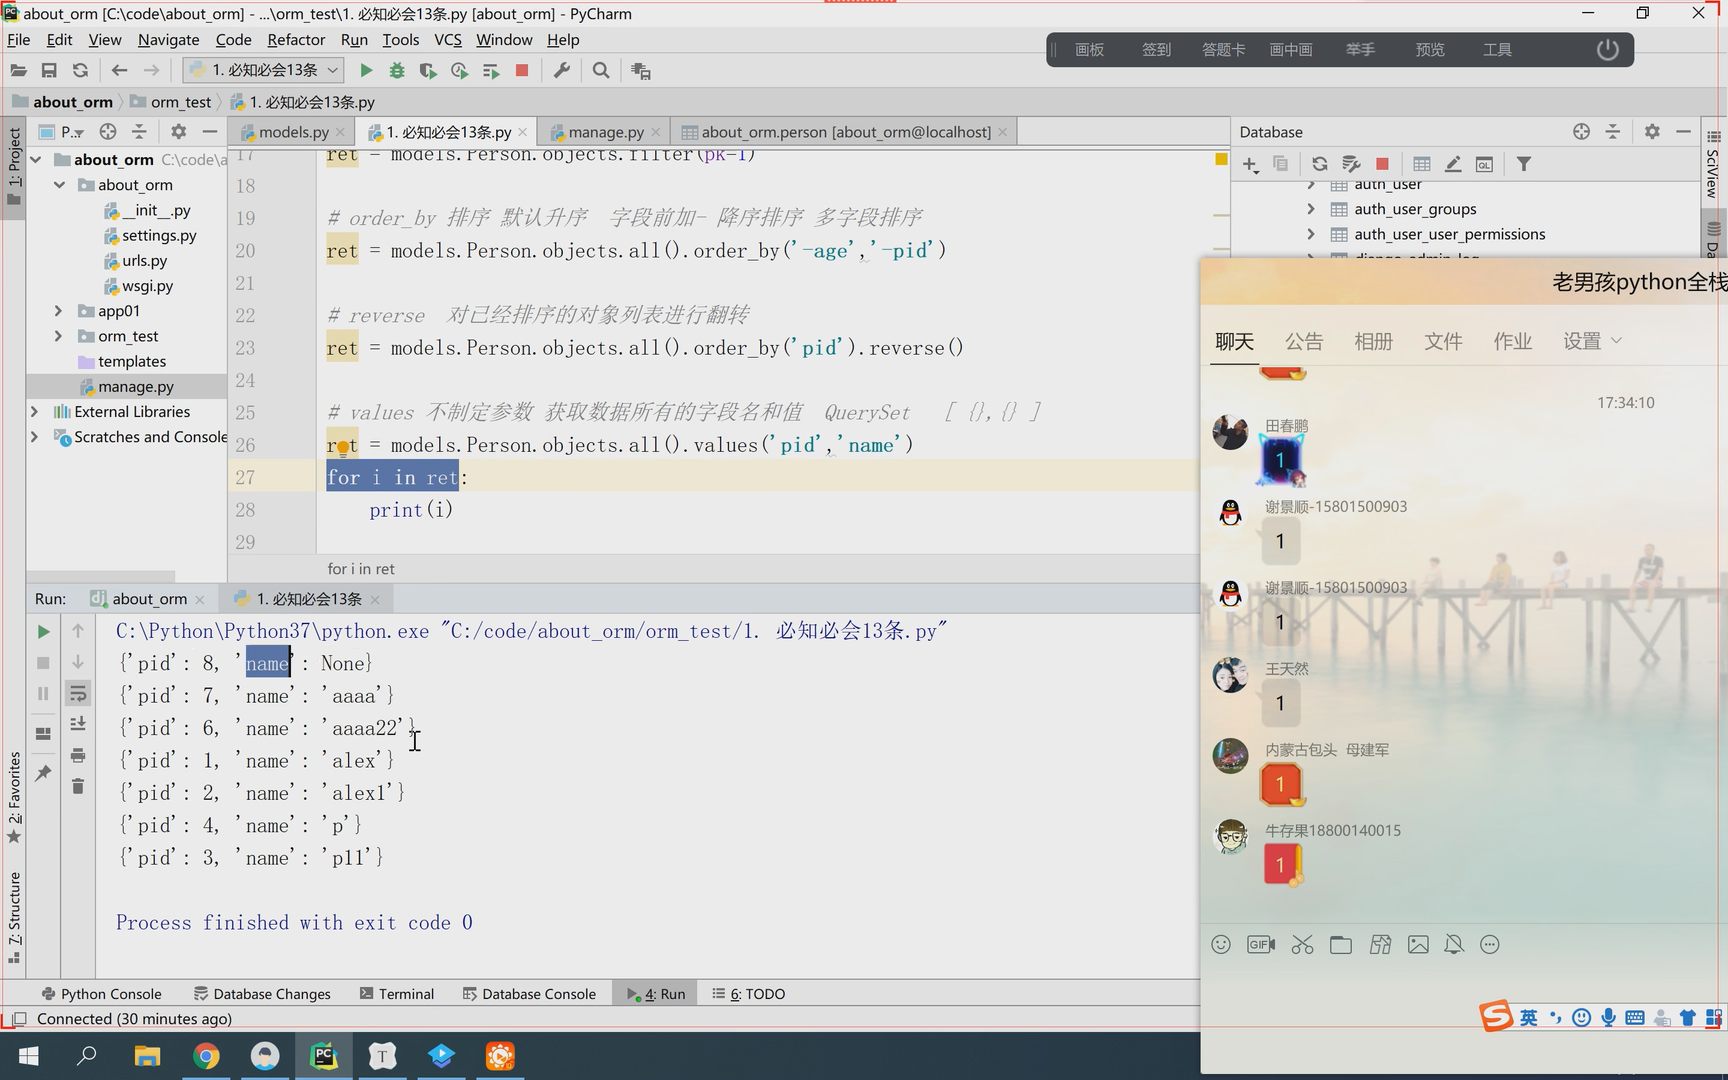 about_orm [C:\code\about_orm] - ...\orm_test\1. 必知必会13条.py [about_orm] - PyCharm
File Edit View Navigate Code Refactor Run Tools VCS Window Help
画板 签到 答题卡 画中画 举手 预览 工具
1. 必知必会13条
about_orm orm_test 1. 必知必会13条.py
P... models.py 1. 必知必会13条.py manage.py about_orm.person [about_orm@localhost] Database
1: Project
about_orm C:\code\a
about_orm
__init__.py
settings.py
urls.py
wsgi.py
app01
orm_test
templates
manage.py
External Libraries
Scratches and Console
17 ret = models.Person.objects.filter(pk=1)
18
19 # order_by 排序 默认升序 字段前加- 降序排序 多字段排序
20 ret = models.Person.objects.all().order_by('-age','-pid')
21
22 # reverse 对已经排序的对象列表进行翻转
23 ret = models.Person.objects.all().order_by('pid').reverse()
24
25 # values 不制定参数 获取数据所有的字段名和值 QuerySet [ {},{} ]
26 ret = models.Person.objects.all().values('pid','name')
27 for i in ret:
28 print(i)
29
for i in ret
auth_user
auth_user_groups
auth_user_user_permissions
django_admin_log
SciView
Da
Run: about_orm 1. 必知必会13条
C:\Python\Python37\python.exe "C:/code/about_orm/orm_test/1. 必知必会13条.py"
{'pid': 8, 'name': None}
{'pid': 7, 'name': 'aaaa'}
{'pid': 6, 'name': 'aaaa22'}
{'pid': 1, 'name': 'alex'}
{'pid': 2, 'name': 'alex1'}
{'pid': 4, 'name': 'p'}
{'pid': 3, 'name': 'p11'}
Process finished with exit code 0
2: Favorites
7: Structure
Python Console Database Changes Terminal Database Console 4: Run 6: TODO
Connected (30 minutes ago)
老男孩python全栈
聊天 公告 相册 文件 作业 设置
17:34:10
田春鹏
1
谢景顺-15801500903
1
谢景顺-15801500903
1
王天然
1
内蒙古包头 母建军
1
牛存果18800140015
1
GIF
英